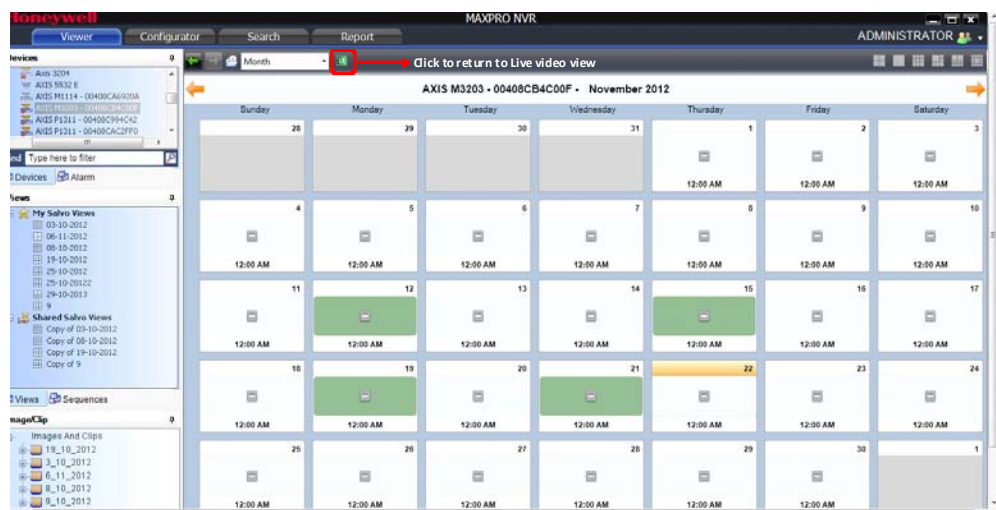 Honeywell
MAXPRO NVR
Viewer Configurator Search Report
ADMINISTRATOR
Month
Click to return to Live video view
AXIS M3203 - 00408CB4C00F - November 2012
Devices
Axis 3204
AXIS 5532 E
AXIS M1114 - 00408CA6920A
AXIS M3203 - 00408CB4C00F
AXIS P1311 - 00408C994C42
AXIS P1311 - 00408CAC2FF0
Type here to filter
Devices Alarm
Views
My Salvo Views
03-10-2012
06-11-2012
08-10-2012
19-10-2012
25-10-2012
25-10-20122
29-10-2013
9
Shared Salvo Views
Copy of 03-10-2012
Copy of 08-10-2012
Copy of 19-10-2012
Copy of 9
Views Sequences
Image/Clip
Images And Clips
19_10_2012
3_10_2012
6_11_2012
8_10_2012
9_10_2012
Sunday Monday Tuesday Wednesday Thursday Friday Saturday
28 29 30 31 1 2 3
12:00 AM 12:00 AM 12:00 AM
4 5 6 7 8 9 10
12:00 AM 12:00 AM 12:00 AM 12:00 AM 12:00 AM 12:00 AM 12:00 AM
11 12 13 14 15 16 17
12:00 AM 12:00 AM 12:00 AM 12:00 AM 12:00 AM 12:00 AM 12:00 AM
18 19 20 21 22 23 24
12:00 AM 12:00 AM 12:00 AM 12:00 AM 12:00 AM 12:00 AM 12:00 AM
25 26 27 28 29 30 1
12:00 AM 12:00 AM 12:00 AM 12:00 AM 12:00 AM 12:00 AM